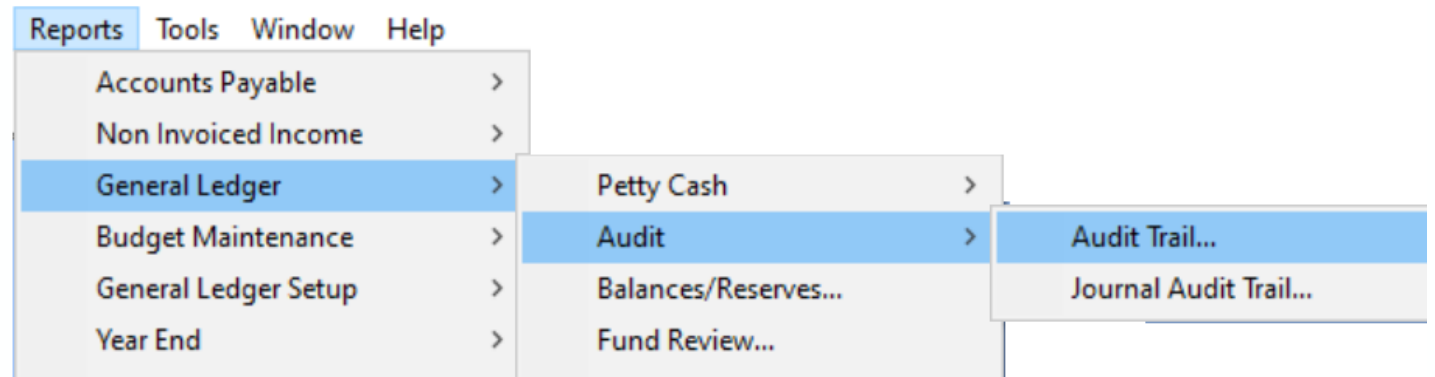 Reports Tools Window Help
Accounts Payable >
Non Invoiced Income >
General Ledger > Petty Cash >
Budget Maintenance > Audit > Audit Trail...
General Ledger Setup > Balances/Reserves... Journal Audit Trail...
Year End > Fund Review...